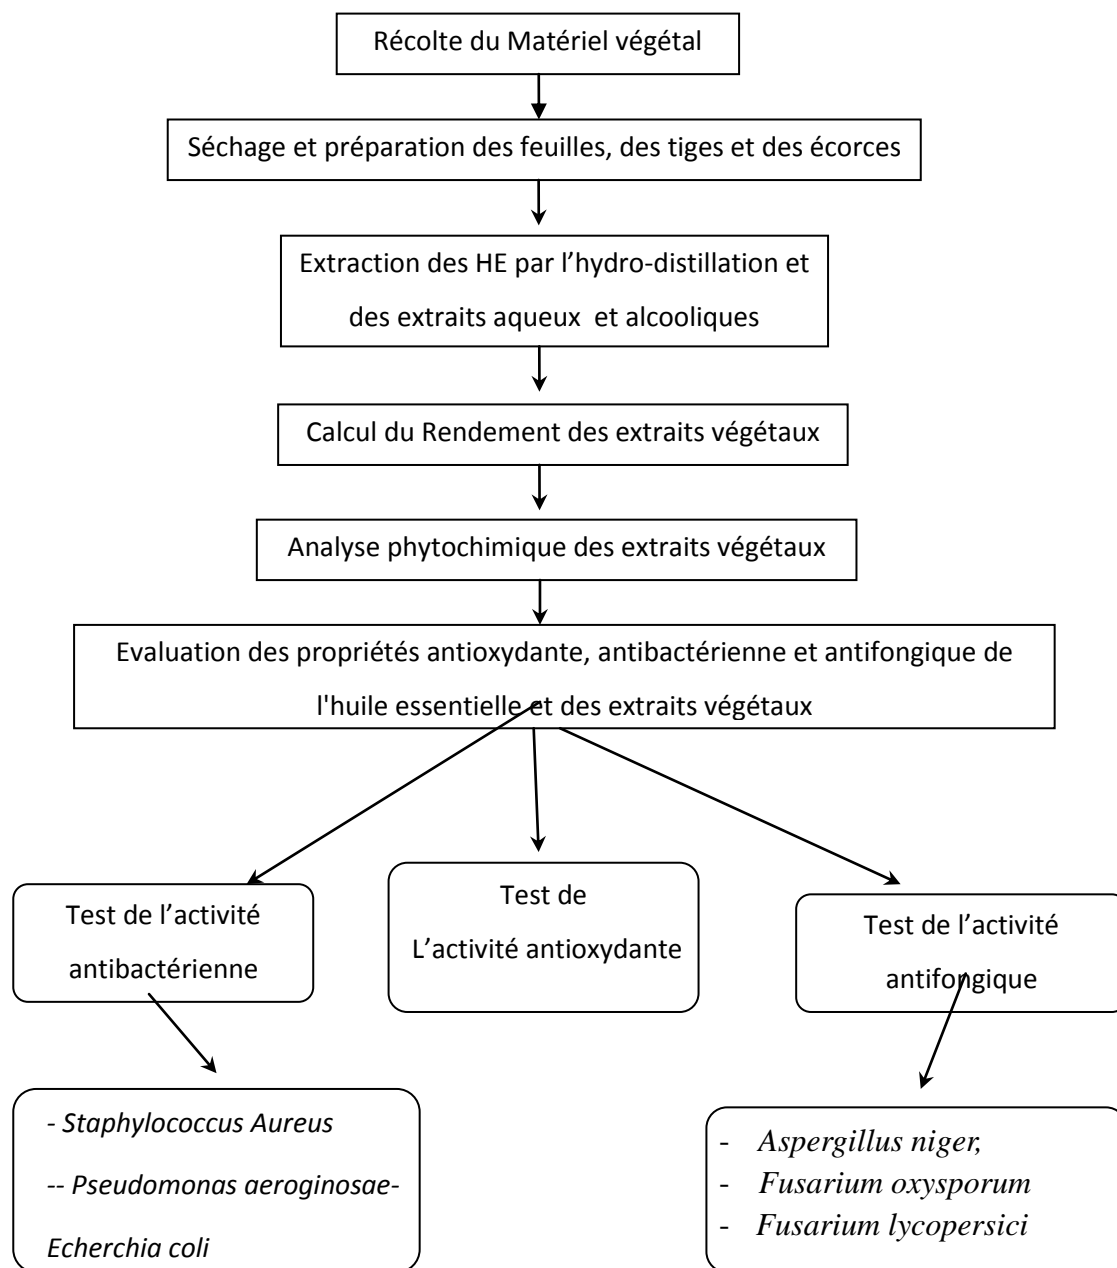 Récolte du Matériel végétal
Séchage et préparation des feuilles, des tiges et des écorces
Extraction des HE par l’hydro-distillation et
des extraits aqueux et alcooliques
Calcul du Rendement des extraits végétaux
Analyse phytochimique des extraits végétaux
Evaluation des propriétés antioxydante, antibactérienne et antifongique de
l'huile essentielle et des extraits végétaux
Test de l’activité
antibactérienne
Test de
L’activité antioxydante
Test de l’activité
antifongique
- Staphylococcus Aureus
-- Pseudomonas aeroginosae-
Echerchia coli
- Aspergillus niger,
- Fusarium oxysporum
- Fusarium lycopersici